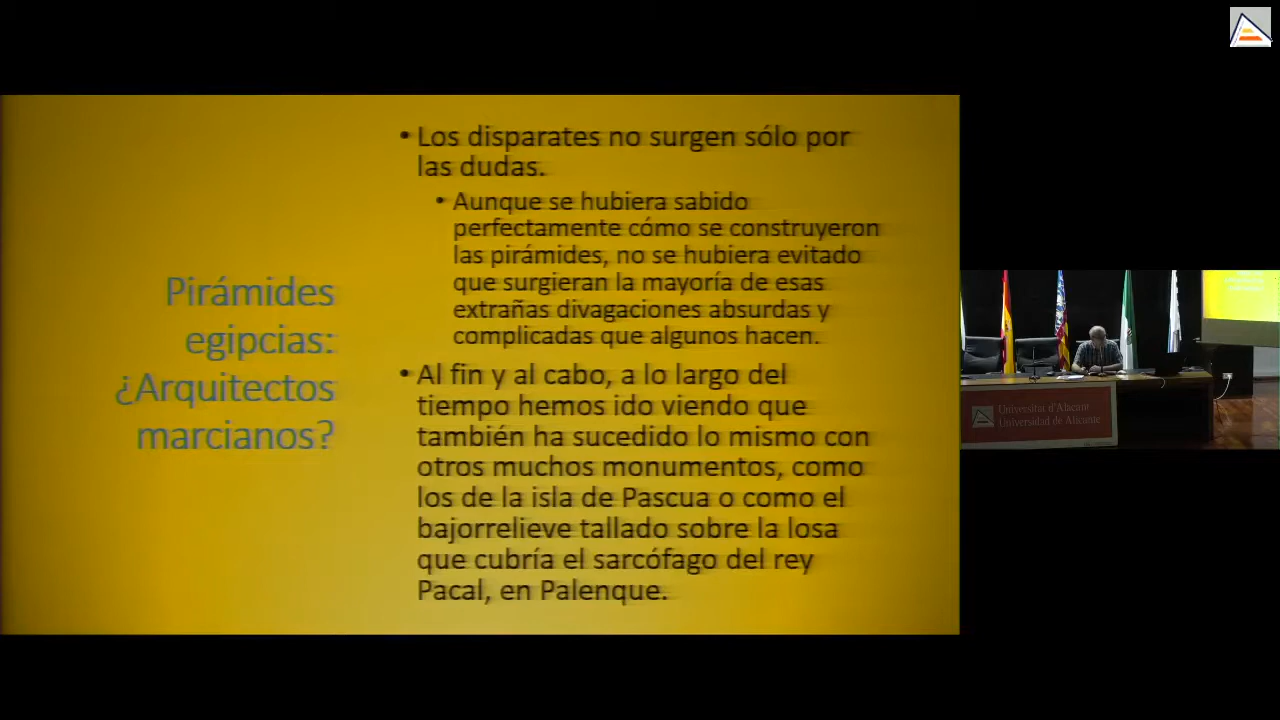 Pirámides
egipcias:
¿Arquitectos
marcianos?
• Los disparates no surgen sólo por
las dudas.
• Aunque se hubiera sabido
perfectamente cómo se construyeron
las pirámides, no se hubiera evitado
que surgieran la mayoría de esas
extrañas divagaciones absurdas y
complicadas que algunos hacen.
• Al fin y al cabo, a lo largo del
tiempo hemos ido viendo que
también ha sucedido lo mismo con
otros muchos monumentos, como
los de la isla de Pascua o como el
bajorrelieve tallado sobre la losa
que cubría el sarcófago del rey
Pacal, en Palenque.
Universitat d'Alacant
Universidad de Alicante